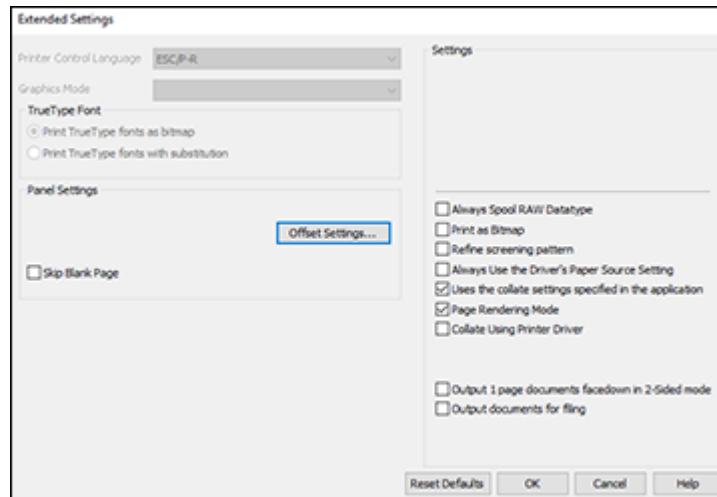 Extended Settings
Printer Control Language ESC/P-R
Graphics Mode
TrueType Font
Print TrueType fonts as bitmap
Print TrueType fonts with substitution
Panel Settings
Offset Settings...
Skip Blank Page
Settings
Always Spool RAW Datatype
Print as Bitmap
Refine screening pattern
Always Use the Driver's Paper Source Setting
Uses the collate settings specified in the application
Page Rendering Mode
Collate Using Printer Driver
Output 1 page documents facedown in 2-Sided mode
Output documents for filing
Reset Defaults OK Cancel Help